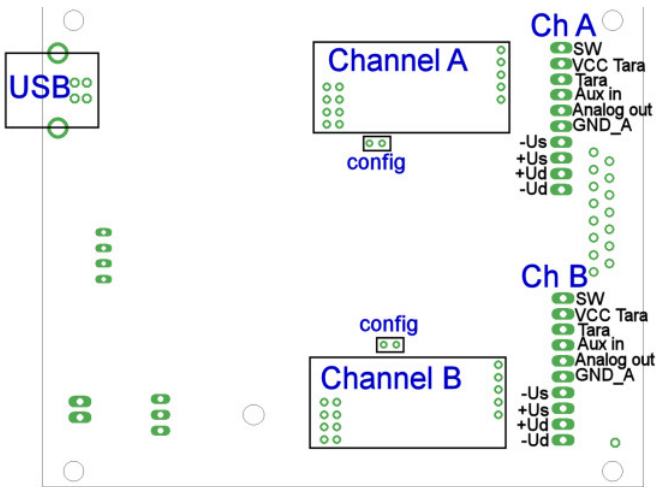 Ch A
USB
Channel A
config
SW
VCC Tara
Tara
Aux in
Analog out
GND_A
-Us
+Us
+Ud
-Ud
Ch B
config
Channel B
SW
VCC Tara
Tara
Aux in
Analog out
GND_A
-Us
+Us
+Ud
-Ud